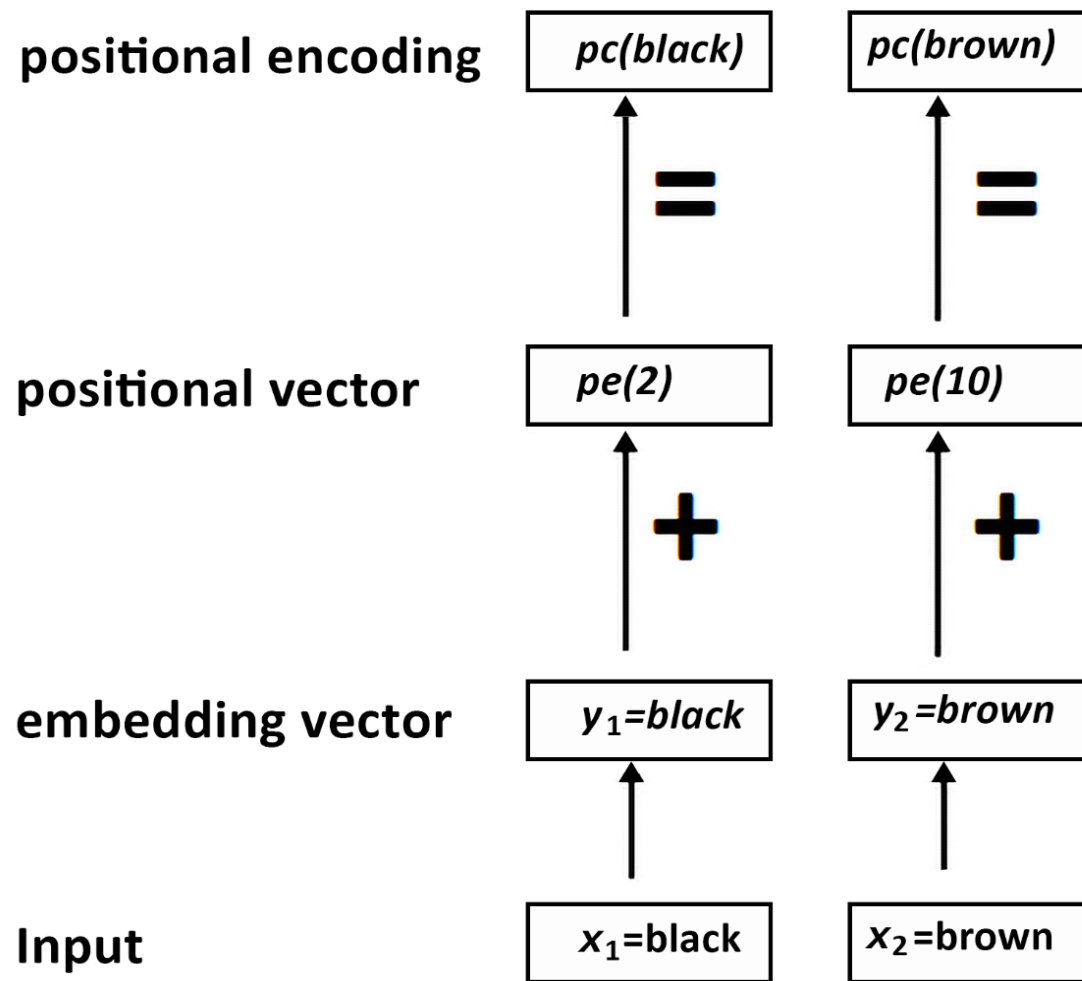 positional encoding pc(black) pc(brown)
= =
positional vector pe(2) pe(10)
+ +
embedding vector y₁=black y₂=brown
Input x₁=black x₂=brown